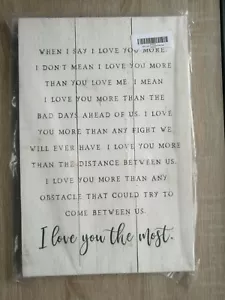 WHEN I SAY I LOVE YOU MORE,
I DON'T MEAN I LOVE YOU MORE
THAN YOU LOVE ME. I MEAN
I LOVE YOU MORE THAN THE
BAD DAYS AHEAD OF US. I LOVE
YOU MORE THAN ANY FIGHT WE
WILL EVER HAVE. I LOVE YOU MORE
THAN THE DISTANCE BETWEEN US.
I LOVE YOU MORE THAN ANY
OBSTACLE THAT COULD TRY TO
COME BETWEEN US.
I love you the most.